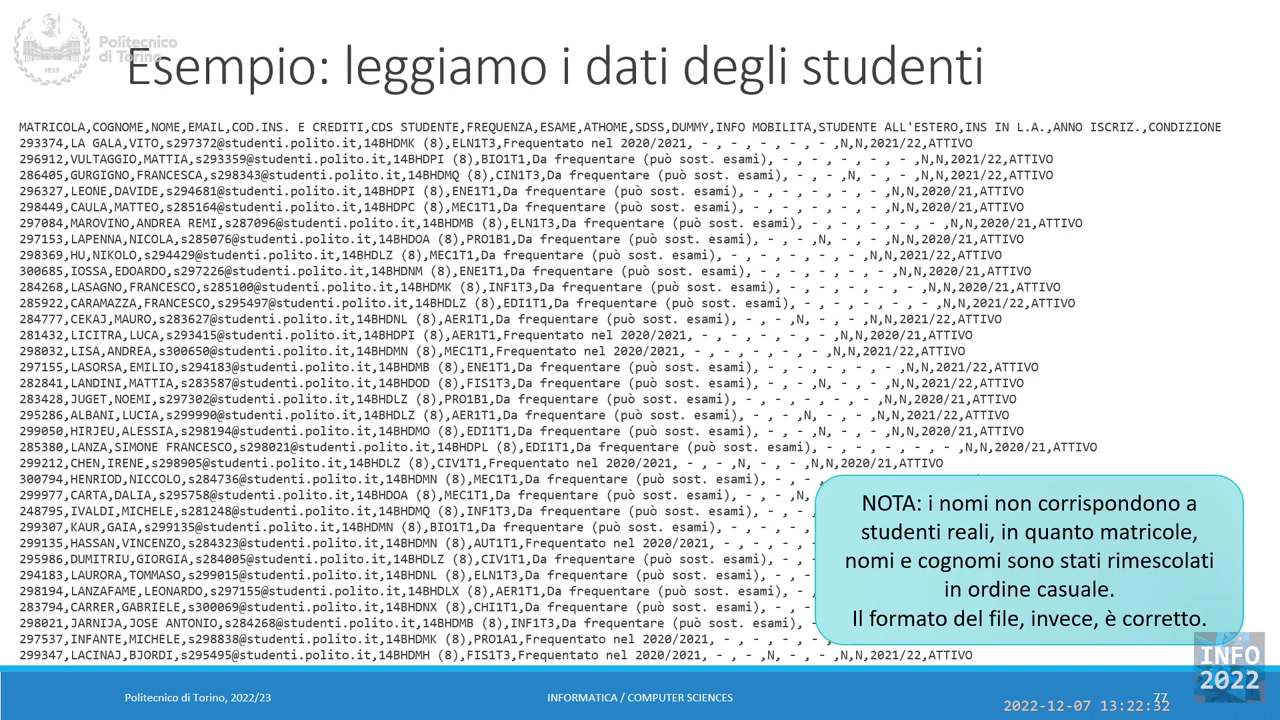 Politecnico
di Torino
1859
Esempio: leggiamo i dati degli studenti
MATRICOLA,COGNOME,NOME,EMAIL,COD.INS. E CREDITI,CDS STUDENTE,FREQUENZA,ESAME,ATHOME,SDSS,DUMMY,INFO MOBILITA,STUDENTE ALL'ESTERO,INS IN L.A.,ANNO ISCRIZ.,CONDIZIONE
293374,LA GALA,VITO,s297372@studenti.polito.it,14BHDMK (8),ELN1T3,Frequentato nel 2020/2021, - , - , - , - , - , - ,N,N,2021/22,ATTIVO
296912,VULTAGGIO,MATTIA,s293359@studenti.polito.it,14BHDPI (8),BIO1T1,Da frequentare (può sost. esami), - , - , - , - , - , - ,N,N,2021/22,ATTIVO
286405,GURGIGNO,FRANCESCA,s298343@studenti.polito.it,14BHDMQ (8),CIN1T3,Da frequentare (può sost. esami), - , - , - ,N, - , - ,N,N,2021/22,ATTIVO
296327,LEONE,DAVIDE,s294681@studenti.polito.it,14BHDPI (8),ENE1T1,Da frequentare (può sost. esami), - , - , - , - , - , - ,N,N,2020/21,ATTIVO
298449,CAULA,MATTEO,s285164@studenti.polito.it,14BHDPC (8),MEC1T1,Da frequentare (può sost. esami), - , - , - , - , - , - ,N,N,2020/21,ATTIVO
297084,MAROVINO,ANDREA REMI,s287096@studenti.polito.it,14BHDMB (8),ELN1T3,Da frequentare (può sost. esami), - , - , - , - , - , - ,N,N,2020/21,ATTIVO
297153,LAPENNA,NICOLA,s285076@studenti.polito.it,14BHDOA (8),PRO1B1,Da frequentare (può sost. esami), - , - ,N, - , - ,N,N,2020/21,ATTIVO
298369,HU,NIKOLO,s294429@studenti.polito.it,14BHDLZ (8),MEC1T1,Da frequentare (può sost. esami), - , - , - , - , - , - ,N,N,2021/22,ATTIVO
300685,IOSSA,EDOARDO,s297226@studenti.polito.it,14BHDNM (8),ENE1T1,Da frequentare (può sost. esami), - , - , - , - , - , - ,N,N,2020/21,ATTIVO
284268,LASAGNO,FRANCESCO,s285100@studenti.polito.it,14BHDMK (8),INF1T3,Da frequentare (può sost. esami), - , - , - , - , - , - ,N,N,2020/21,ATTIVO
285922,CARAMAZZA,FRANCESCO,s295497@studenti.polito.it,14BHDLZ (8),EDI1T1,Da frequentare (può sost. esami), - , - , - , - , - , - ,N,N,2021/22,ATTIVO
284777,CEKAJ,MAURO,s283627@studenti.polito.it,14BHDNL (8),AER1T1,Da frequentare (può sost. esami), - , - ,N, - , - ,N,N,2021/22,ATTIVO
281432,LICITRA,LUCA,s293415@studenti.polito.it,14BHDPI (8),AER1T1,Frequentato nel 2020/2021, - , - , - , - , - , - ,N,N,2020/21,ATTIVO
298032,LISA,ANDREA,s300650@studenti.polito.it,14BHDMN (8),MEC1T1,Frequentato nel 2020/2021, - , - , - , - , - , - ,N,N,2021/22,ATTIVO
297155,LASORSA,EMILIO,s294183@studenti.polito.it,14BHDMB (8),ENE1T1,Da frequentare (può sost. esami), - , - , - , - , - , - ,N,N,2021/22,ATTIVO
282841,LANDINI,MATTIA,s283587@studenti.polito.it,14BHDOD (8),FIS1T3,Da frequentare (può sost. esami), - , - ,N, - , - ,N,N,2020/21,ATTIVO
283428,JUGET,NOEMI,s297302@studenti.polito.it,14BHDLZ (8),PRO1B1,Da frequentare (può sost. esami), - , - , - , - , - , - ,N,N,2020/21,ATTIVO
295286,ALBANI,LUCIA,s299990@studenti.polito.it,14BHDLZ (8),AER1T1,Da frequentare (può sost. esami), - , - ,N, - , - ,N,N,2021/22,ATTIVO
299050,HIRJEU,ALESSIA,s298194@studenti.polito.it,14BHDMO (8),EDI1T1,Da frequentare (può sost. esami), - , - ,N, - , - ,N,N,2020/21,ATTIVO
285380,LANZA,SIMONE FRANCESCO,s298021@studenti.polito.it,14BHDPL (8),EDI1T1,Da frequentare (può sost. esami), - , - , - , - , - , - ,N,N,2020/21,ATTIVO
299212,CHEN,IRENE,s298905@studenti.polito.it,14BHDLZ (8),CIV1T1,Frequentato nel 2020/2021, - , - ,N, - , - ,N,N,2020/21,ATTIVO
300794,HENRIOD,NICCOLO,s284736@studenti.polito.it,14BHDMN (8),MEC1T1,Da frequentare (può sost. esami), - , -
299977,CARTA,DALIA,s295758@studenti.polito.it,14BHDOA (8),MEC1T1,Da frequentare (può sost. esami), - , - ,N,
248795,IVALDI,MICHELE,s281248@studenti.polito.it,14BHDMQ (8),INF1T3,Da frequentare (può sost. esami), - , -
299307,KAUR,GAIA,s299135@studenti.polito.it,14BHDMN (8),BIO1T1,Da frequentare (può sost. esami), - , - , -
299135,HASSAN,VINCENZO,s284323@studenti.polito.it,14BHDMN (8),AUT1T1,Frequentato nel 2020/2021, - , - , -
295986,DUMITRIU,GIORGIA,s284005@studenti.polito.it,14BHDLZ (8),CIV1T1,Da frequentare (può sost. esami), - , -
294183,LAURORA,TOMMASO,s299015@studenti.polito.it,14BHDNL (8),ELN1T3,Da frequentare (può sost. esami), - , -
298194,LANZAFAME,LEONARDO,s297155@studenti.polito.it,14BHDLX (8),AER1T1,Da frequentare (può sost. esami), - ,
283794,CARRER,GABRIELE,s300069@studenti.polito.it,14BHDNX (8),CHI1T1,Da frequentare (può sost. esami), - , -
298021,JARNIJA,JOSE ANTONIO,s284268@studenti.polito.it,14BHDMB (8),INF1T3,Da frequentare (può sost. esami), - ,
297537,INFANTE,MICHELE,s298838@studenti.polito.it,14BHDMK (8),PRO1A1,Frequentato nel 2020/2021, - , - , - , -
299347,LACINAJ,BJORDI,s295495@studenti.polito.it,14BHDMH (8),FIS1T3,Frequentato nel 2020/2021, - , - ,N, - , - ,N,N,2021/22,ATTIVO
NOTA: i nomi non corrispondono a
studenti reali, in quanto matricole,
nomi e cognomi sono stati rimescolati
in ordine casuale.
Il formato del file, invece, è corretto.
INFO
2022
Politecnico di Torino, 2022/23
INFORMATICA / COMPUTER SCIENCES
77
2022-12-07 13:22:32